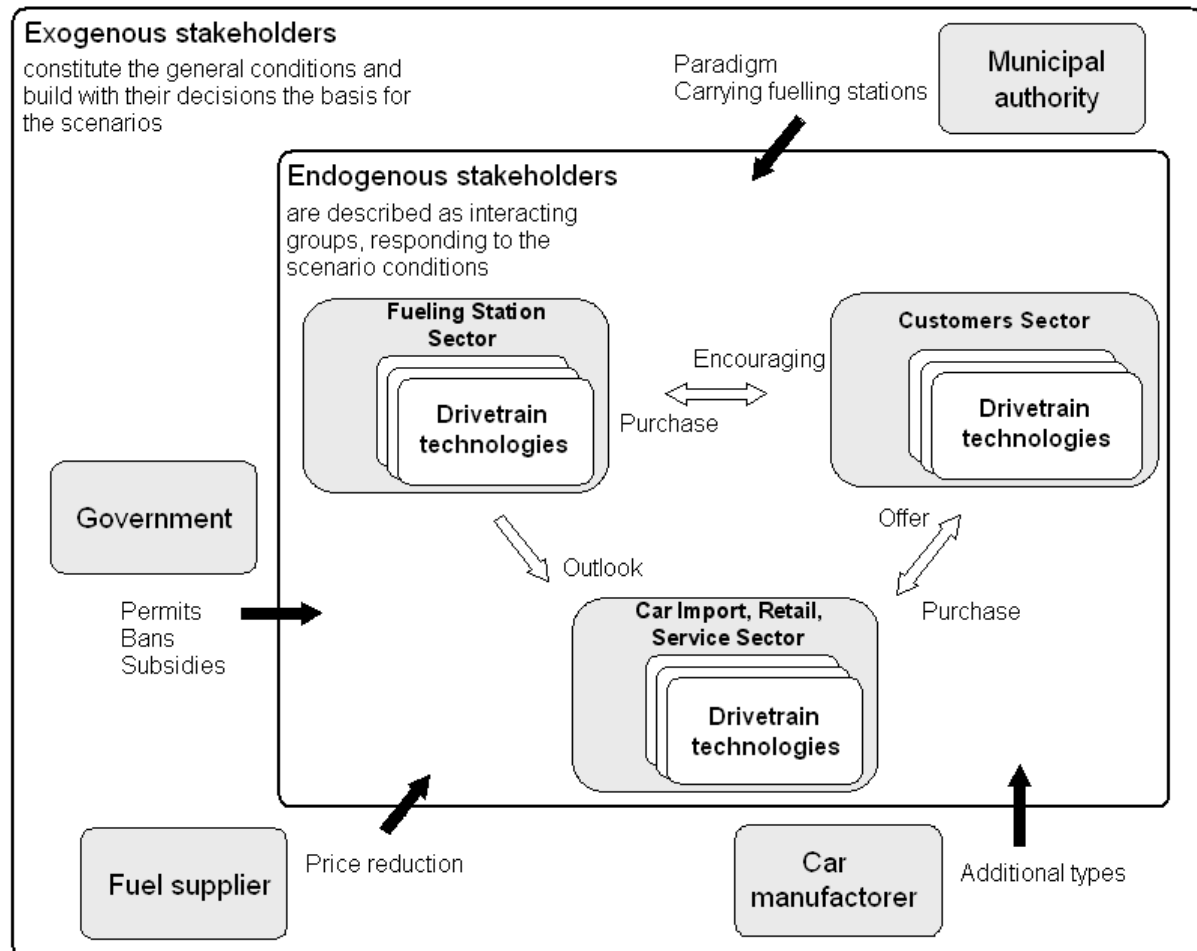 Exogenous stakeholders
constitute the general conditions and
build with their decisions the basis for
the scenarios
Paradigm
Carrying fuelling stations
Municipal
authority
Endogenous stakeholders
are described as interacting
groups, responding to the
scenario conditions
Fueling Station
Sector
Drivetrain
technologies
Encouraging
Purchase
Customers Sector
Drivetrain
technologies
Government
Permits
Bans
Subsidies
Outlook
Offer
Purchase
Car Import, Retail,
Service Sector
Drivetrain
technologies
Fuel supplier
Price reduction
Car
manufactorer
Additional types